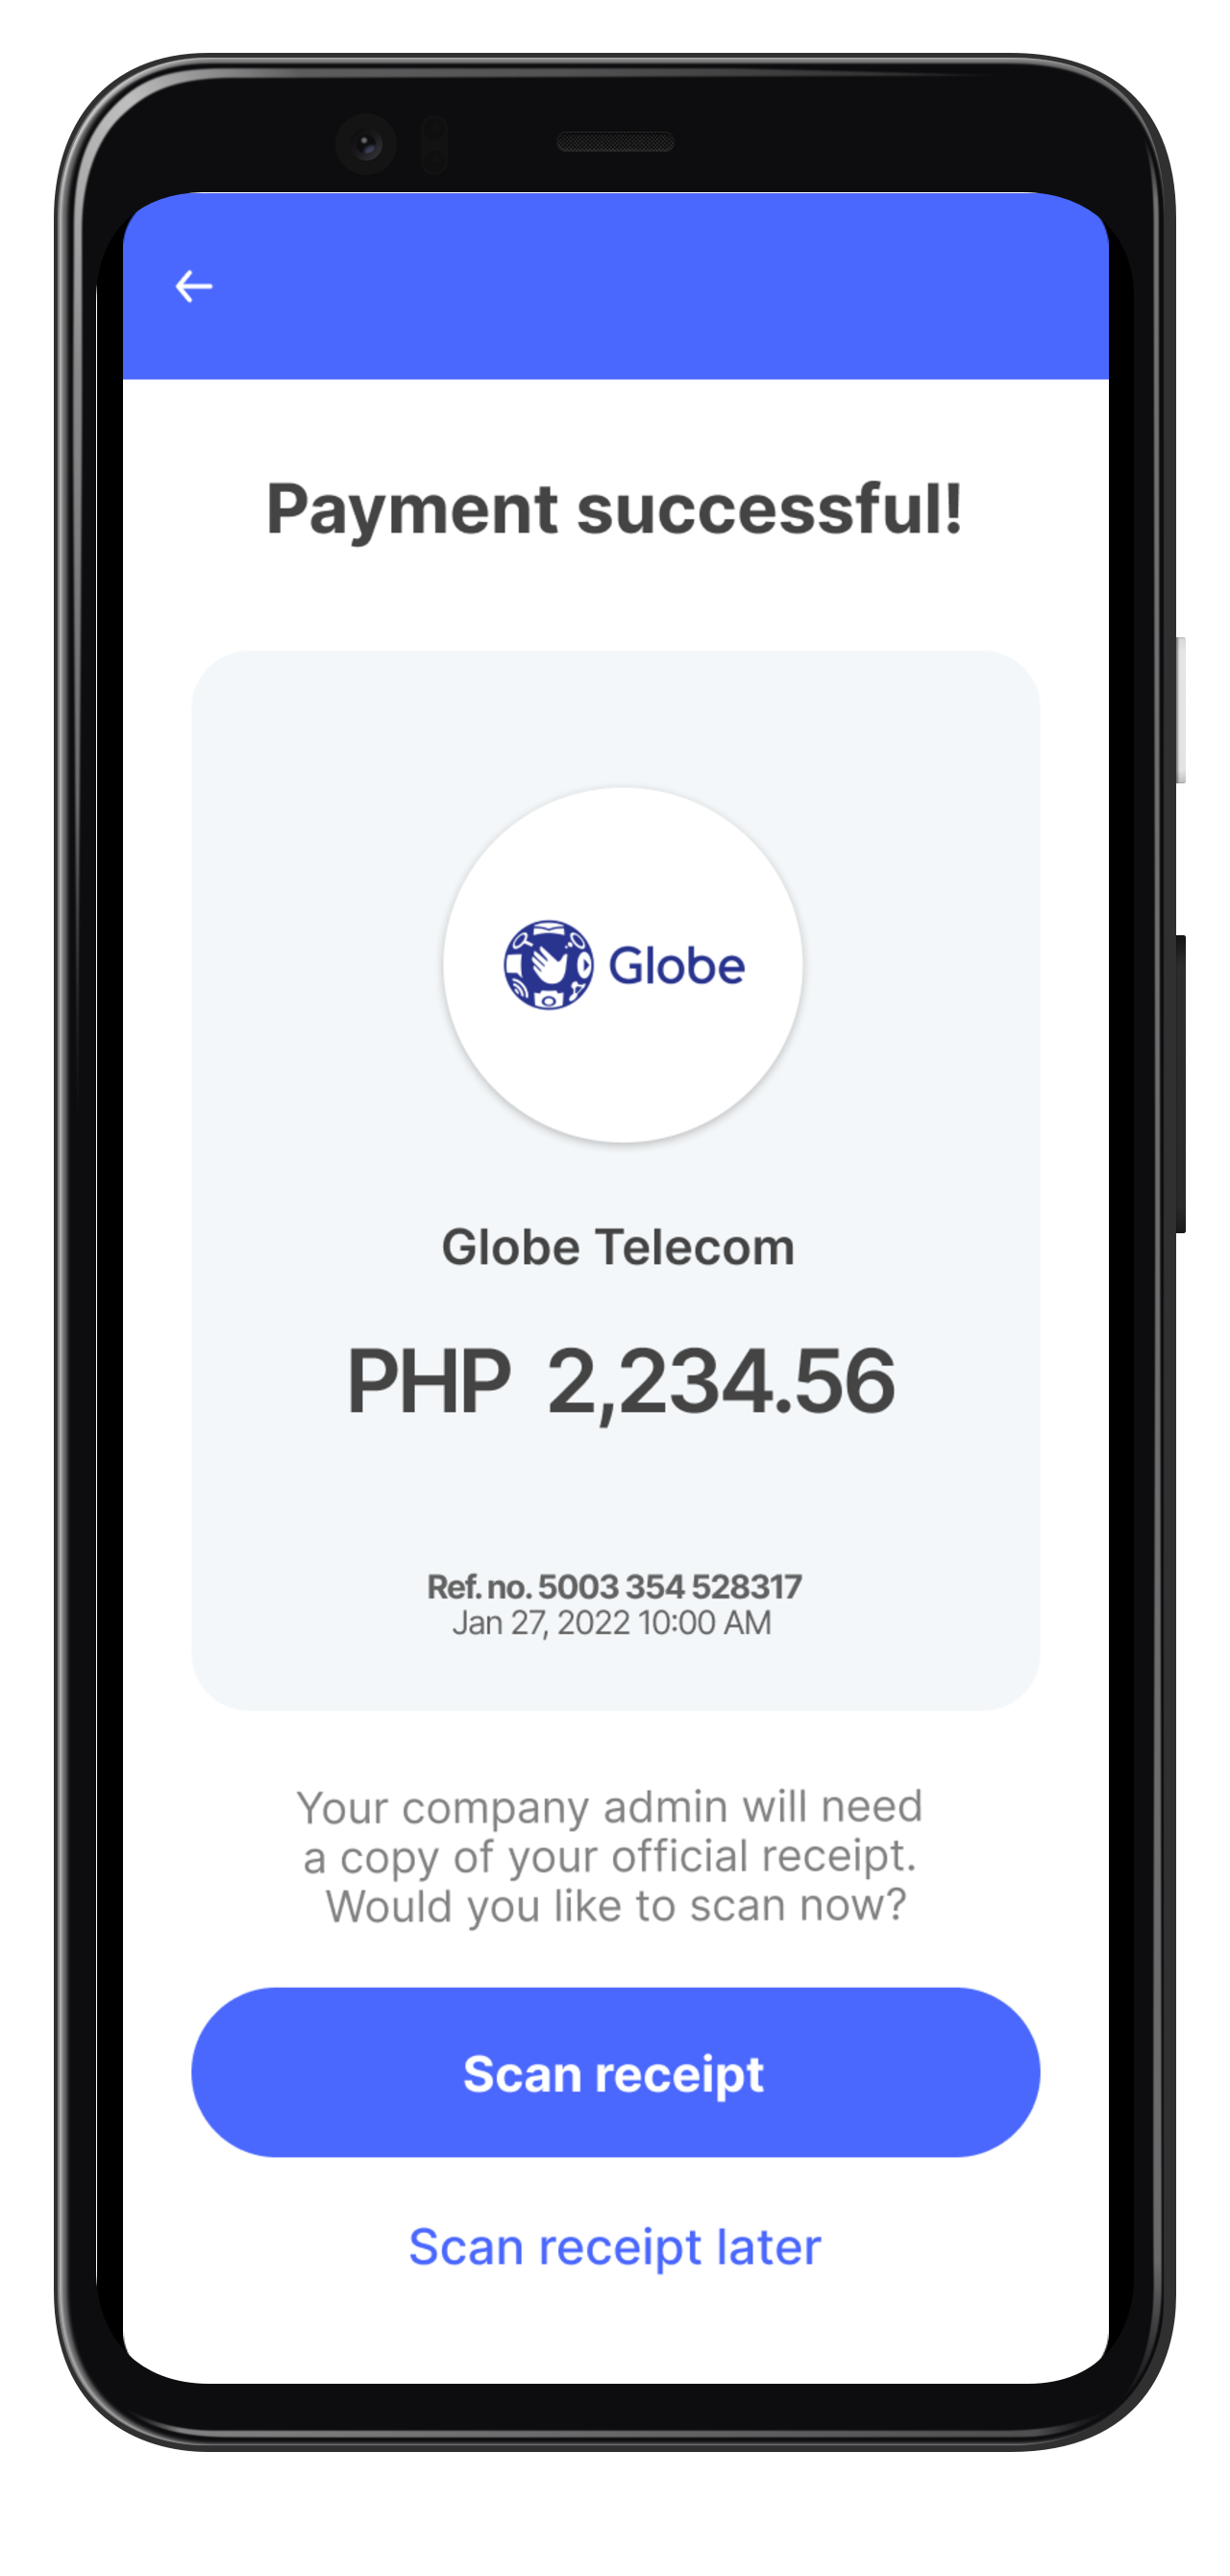 Payment successful!
Globe
Globe Telecom
PHP 2,234.56
Ref. no. 5003 354 528317
Jan 27, 2022 10:00 AM
Your company admin will need
a copy of your official receipt.
Would you like to scan now?
Scan receipt
Scan receipt later